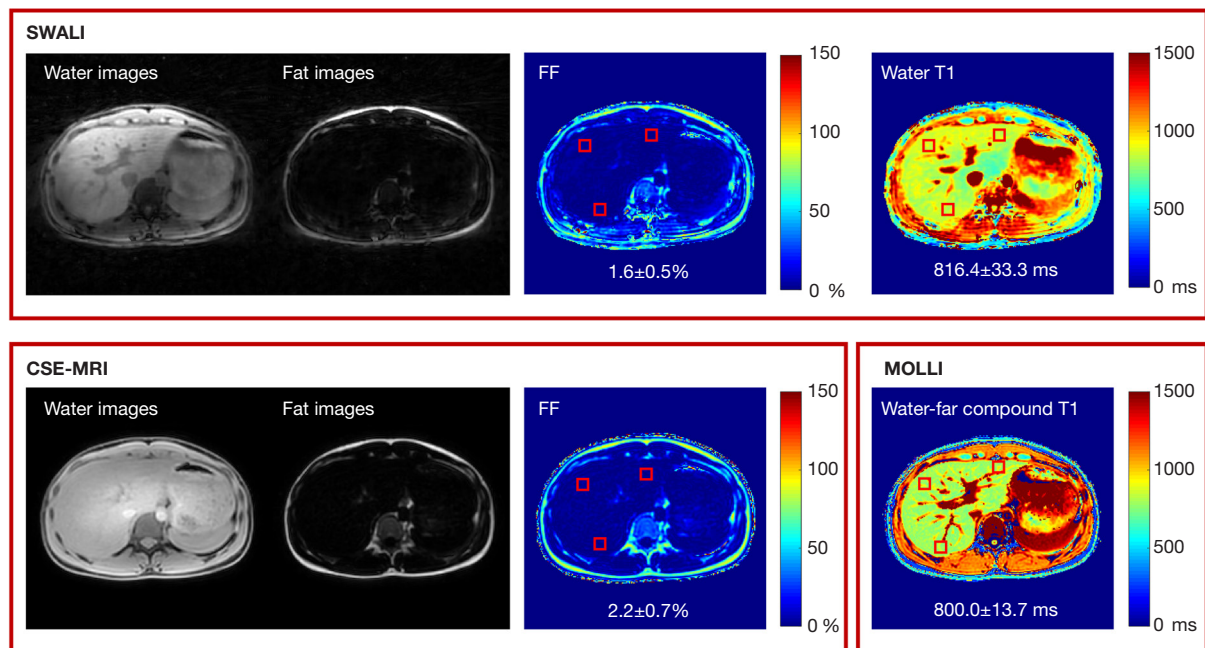 SWALI
Water images
Fat images
FF
150
100
50
0 %
1.6±0.5%
Water T1
1500
1000
500
0 ms
816.4±33.3 ms
CSE-MRI
Water images
Fat images
FF
150
100
50
0 %
2.2±0.7%
MOLLI
Water-far compound T1
1500
1000
500
0 ms
800.0±13.7 ms